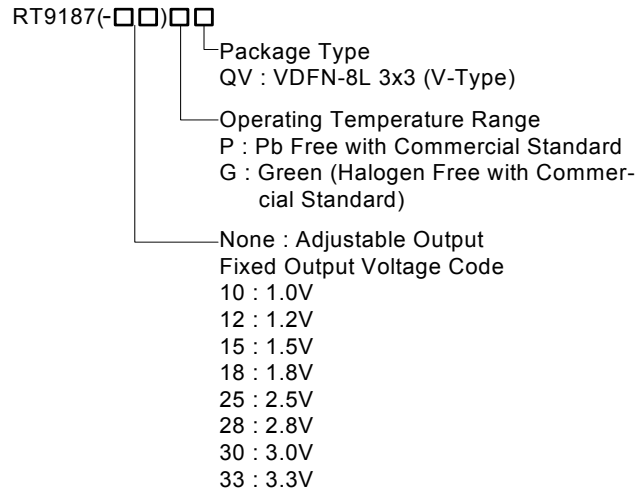 RT9187(-□□)□□
Package Type
QV : VDFN-8L 3x3 (V-Type)
Operating Temperature Range
P : Pb Free with Commercial Standard
G : Green (Halogen Free with Commer-
cial Standard)
None : Adjustable Output
Fixed Output Voltage Code
10 : 1.0V
12 : 1.2V
15 : 1.5V
18 : 1.8V
25 : 2.5V
28 : 2.8V
30 : 3.0V
33 : 3.3V